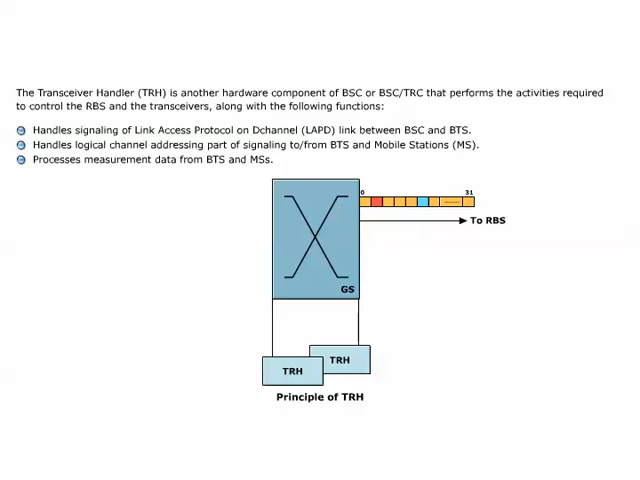 The Transceiver Handler (TRH) is another hardware component of BSC or BSC/TRC that performs the activities required
to control the RBS and the transceivers, along with the following functions:
Handles signaling of Link Access Protocol on Dchannel (LAPD) link between BSC and BTS.
Handles logical channel addressing part of signaling to/from BTS and Mobile Stations (MS).
Processes measurement data from BTS and MSs.
0 31
To RBS
GS
TRH
TRH
Principle of TRH